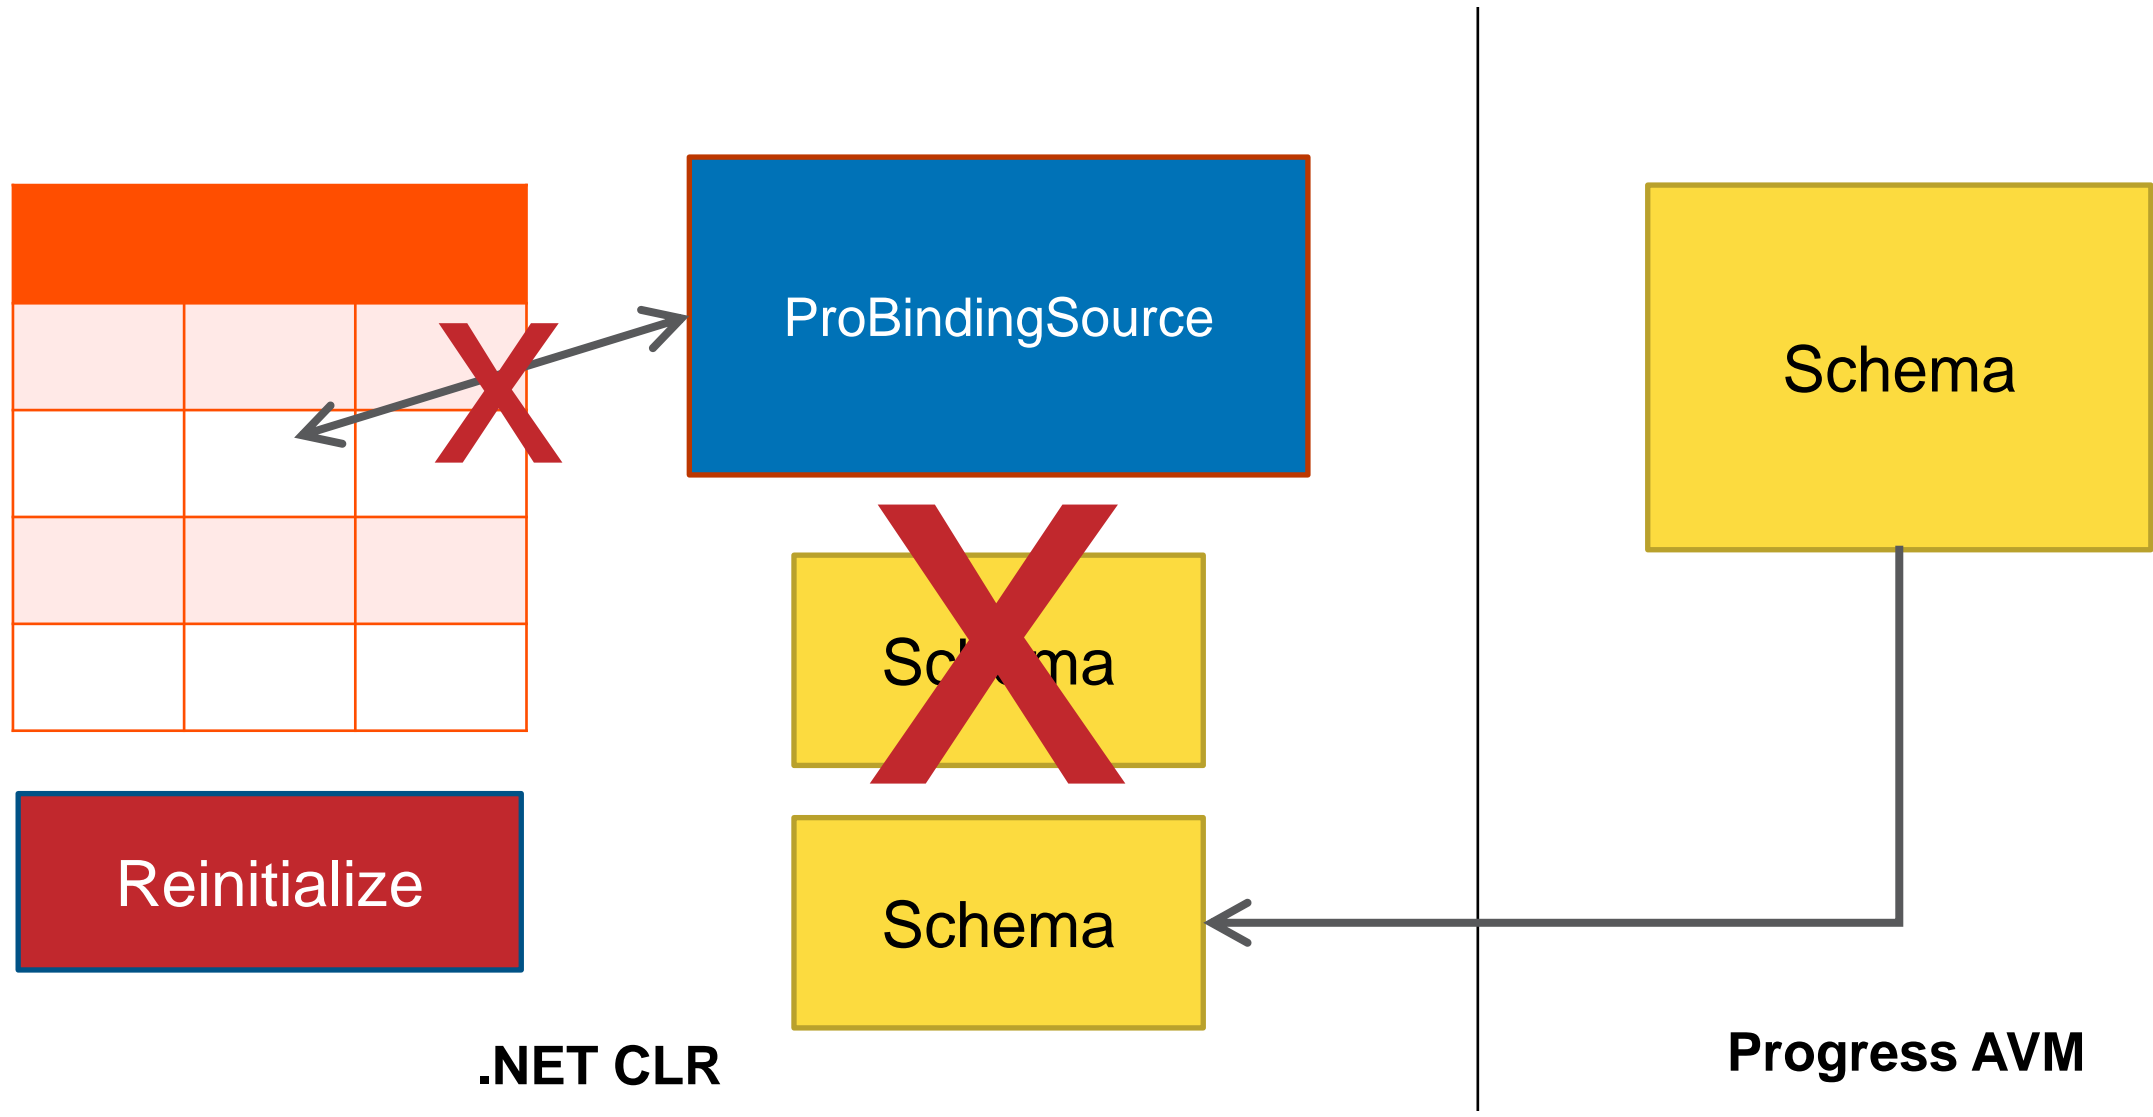 ProBindingSource
Schema
Schema
Reinitialize
Schema
.NET CLR
Progress AVM